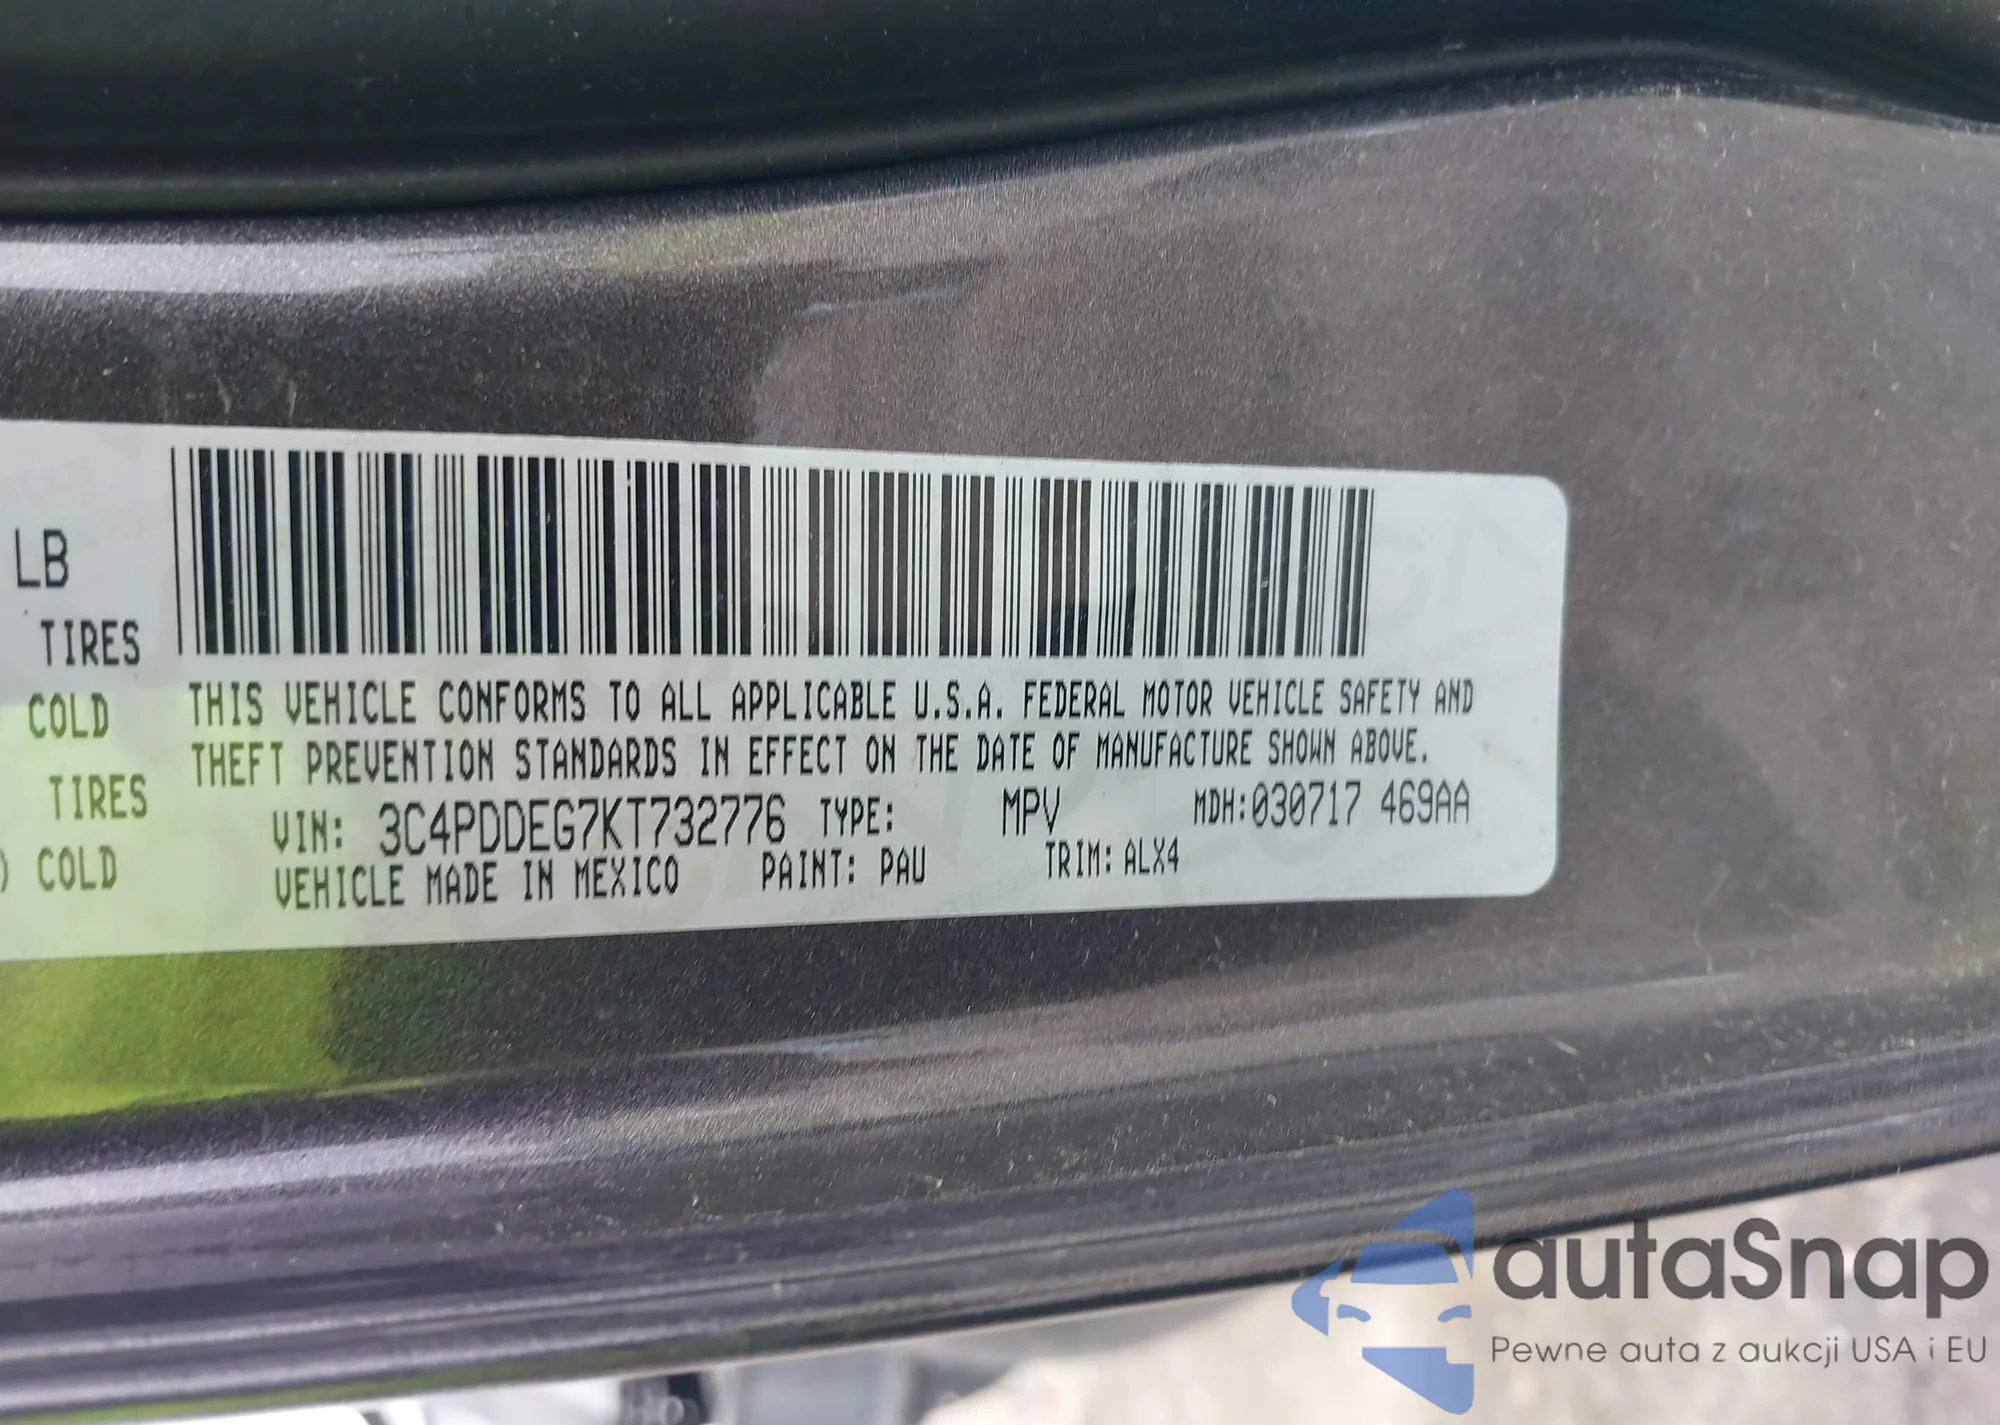 LB
TIRES
COLD
TIRES
) COLD
THIS VEHICLE CONFORMS TO ALL APPLICABLE U.S.A. FEDERAL MOTOR VEHICLE SAFETY AND
THEFT PREVENTION STANDARDS IN EFFECT ON THE DATE OF MANUFACTURE SHOWN ABOVE.
VIN: 3C4PDDEG7KT732776 TYPE: MPV MDH:030717 469AA
VEHICLE MADE IN MEXICO PAINT: PAU TRIM: ALX4
autaSnap
Pewne auta z aukcji USA i EU